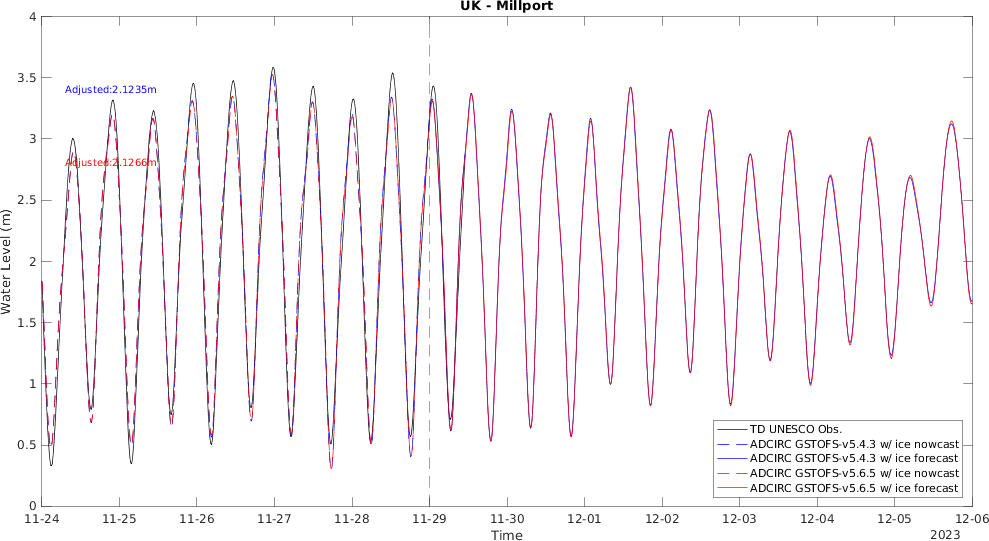 UK - Millport
4
3.5
3
2.5
2
1.5
1
0.5
0
Water Level (m)
Adjusted:2.1235m
Adjusted:2.1266m
TD UNESCO Obs.
ADCIRC GSTOFS-v5.4.3 w/ ice nowcast
ADCIRC GSTOFS-v5.4.3 w/ ice forecast
ADCIRC GSTOFS-v5.6.5 w/ ice nowcast
ADCIRC GSTOFS-v5.6.5 w/ ice forecast
11-24 11-25 11-26 11-27 11-28 11-29 11-30 12-01 12-02 12-03 12-04 12-05 12-06
Time
2023